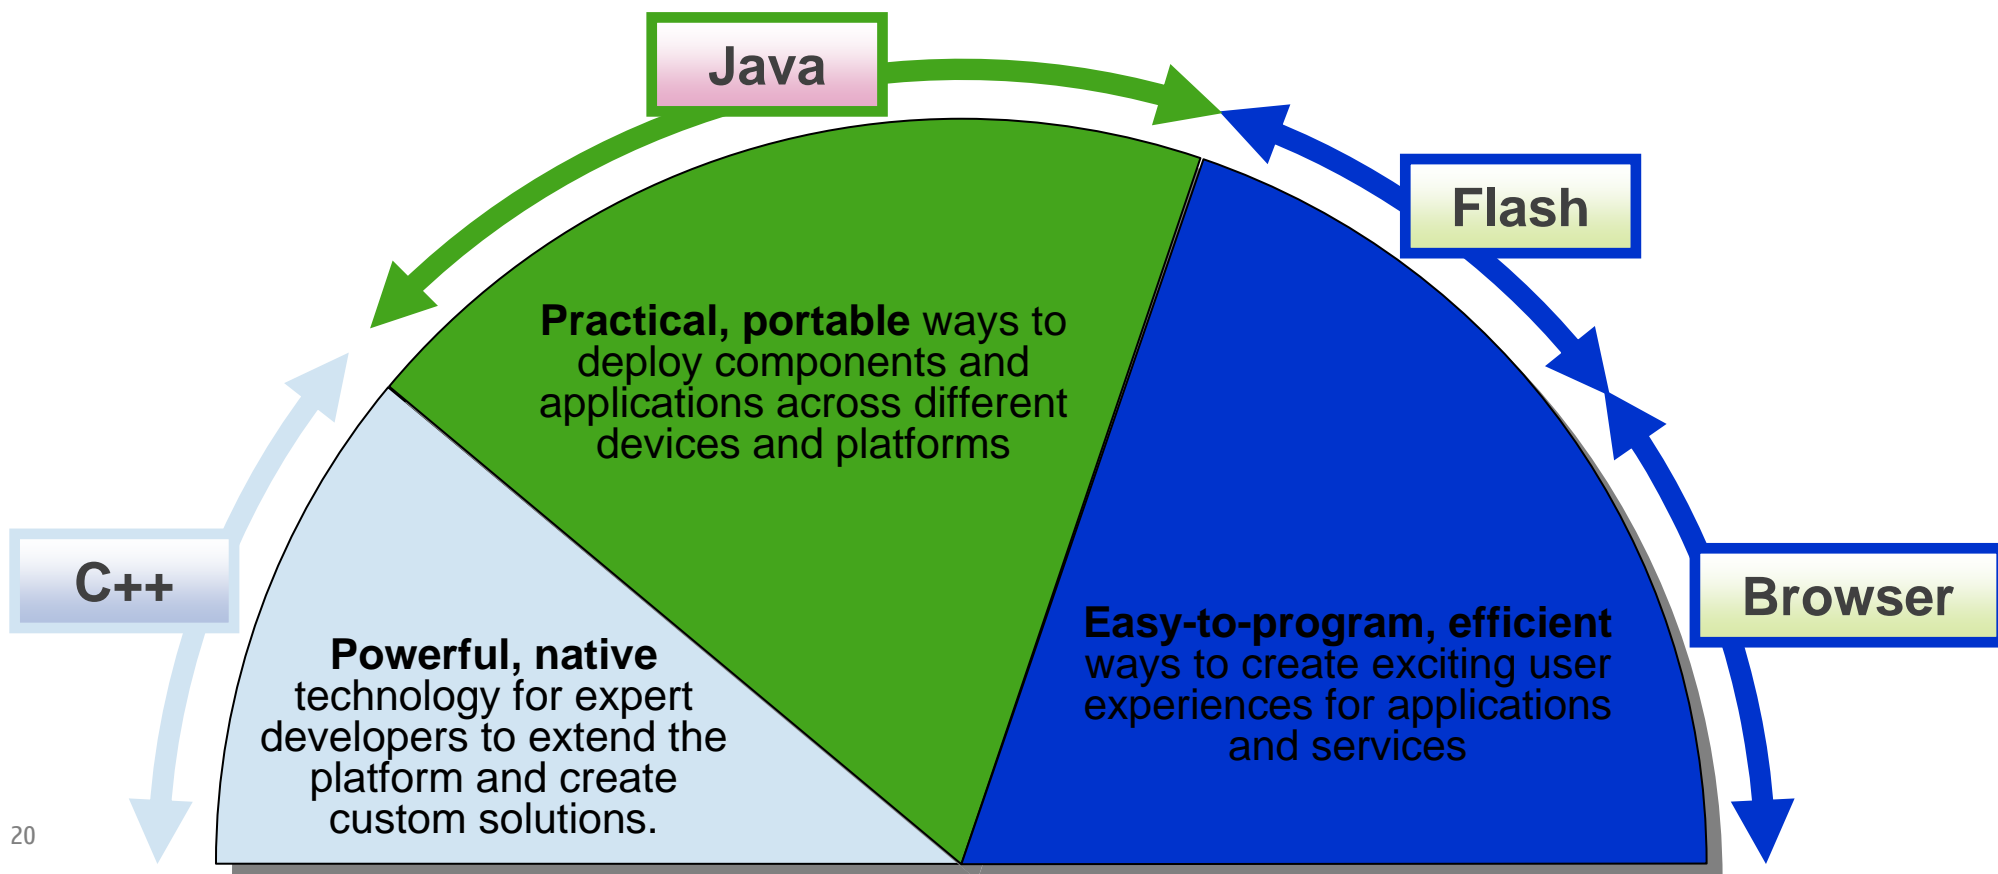 Java
Flash
Practical, portable ways to
deploy components and
applications across different
devices and platforms
C++
Browser
Powerful, native
technology for expert
developers to extend the
platform and create
custom solutions.
Easy-to-program, efficient
ways to create exciting user
experiences for applications
and services
20